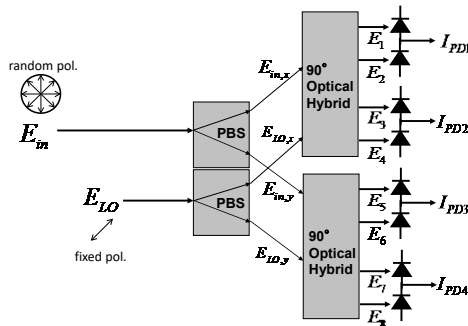 random pol.
E_in
E_LO
fixed pol.
PBS
PBS
E_in,x
E_LO,x
E_in,y
E_LO,y
90° Optical Hybrid
90° Optical Hybrid
E_1
E_2
E_3
E_4
E_5
E_6
E_7
E_8
I_PD1
I_PD2
I_PD3
I_PD4